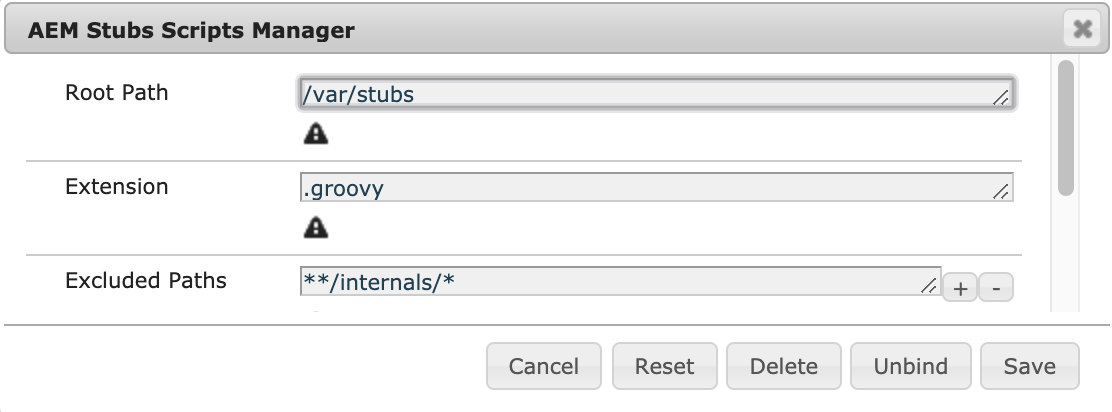 AEM Stubs Scripts Manager
Root Path /var/stubs
Extension .groovy
Excluded Paths **/internals/* + -
Cancel Reset Delete Unbind Save